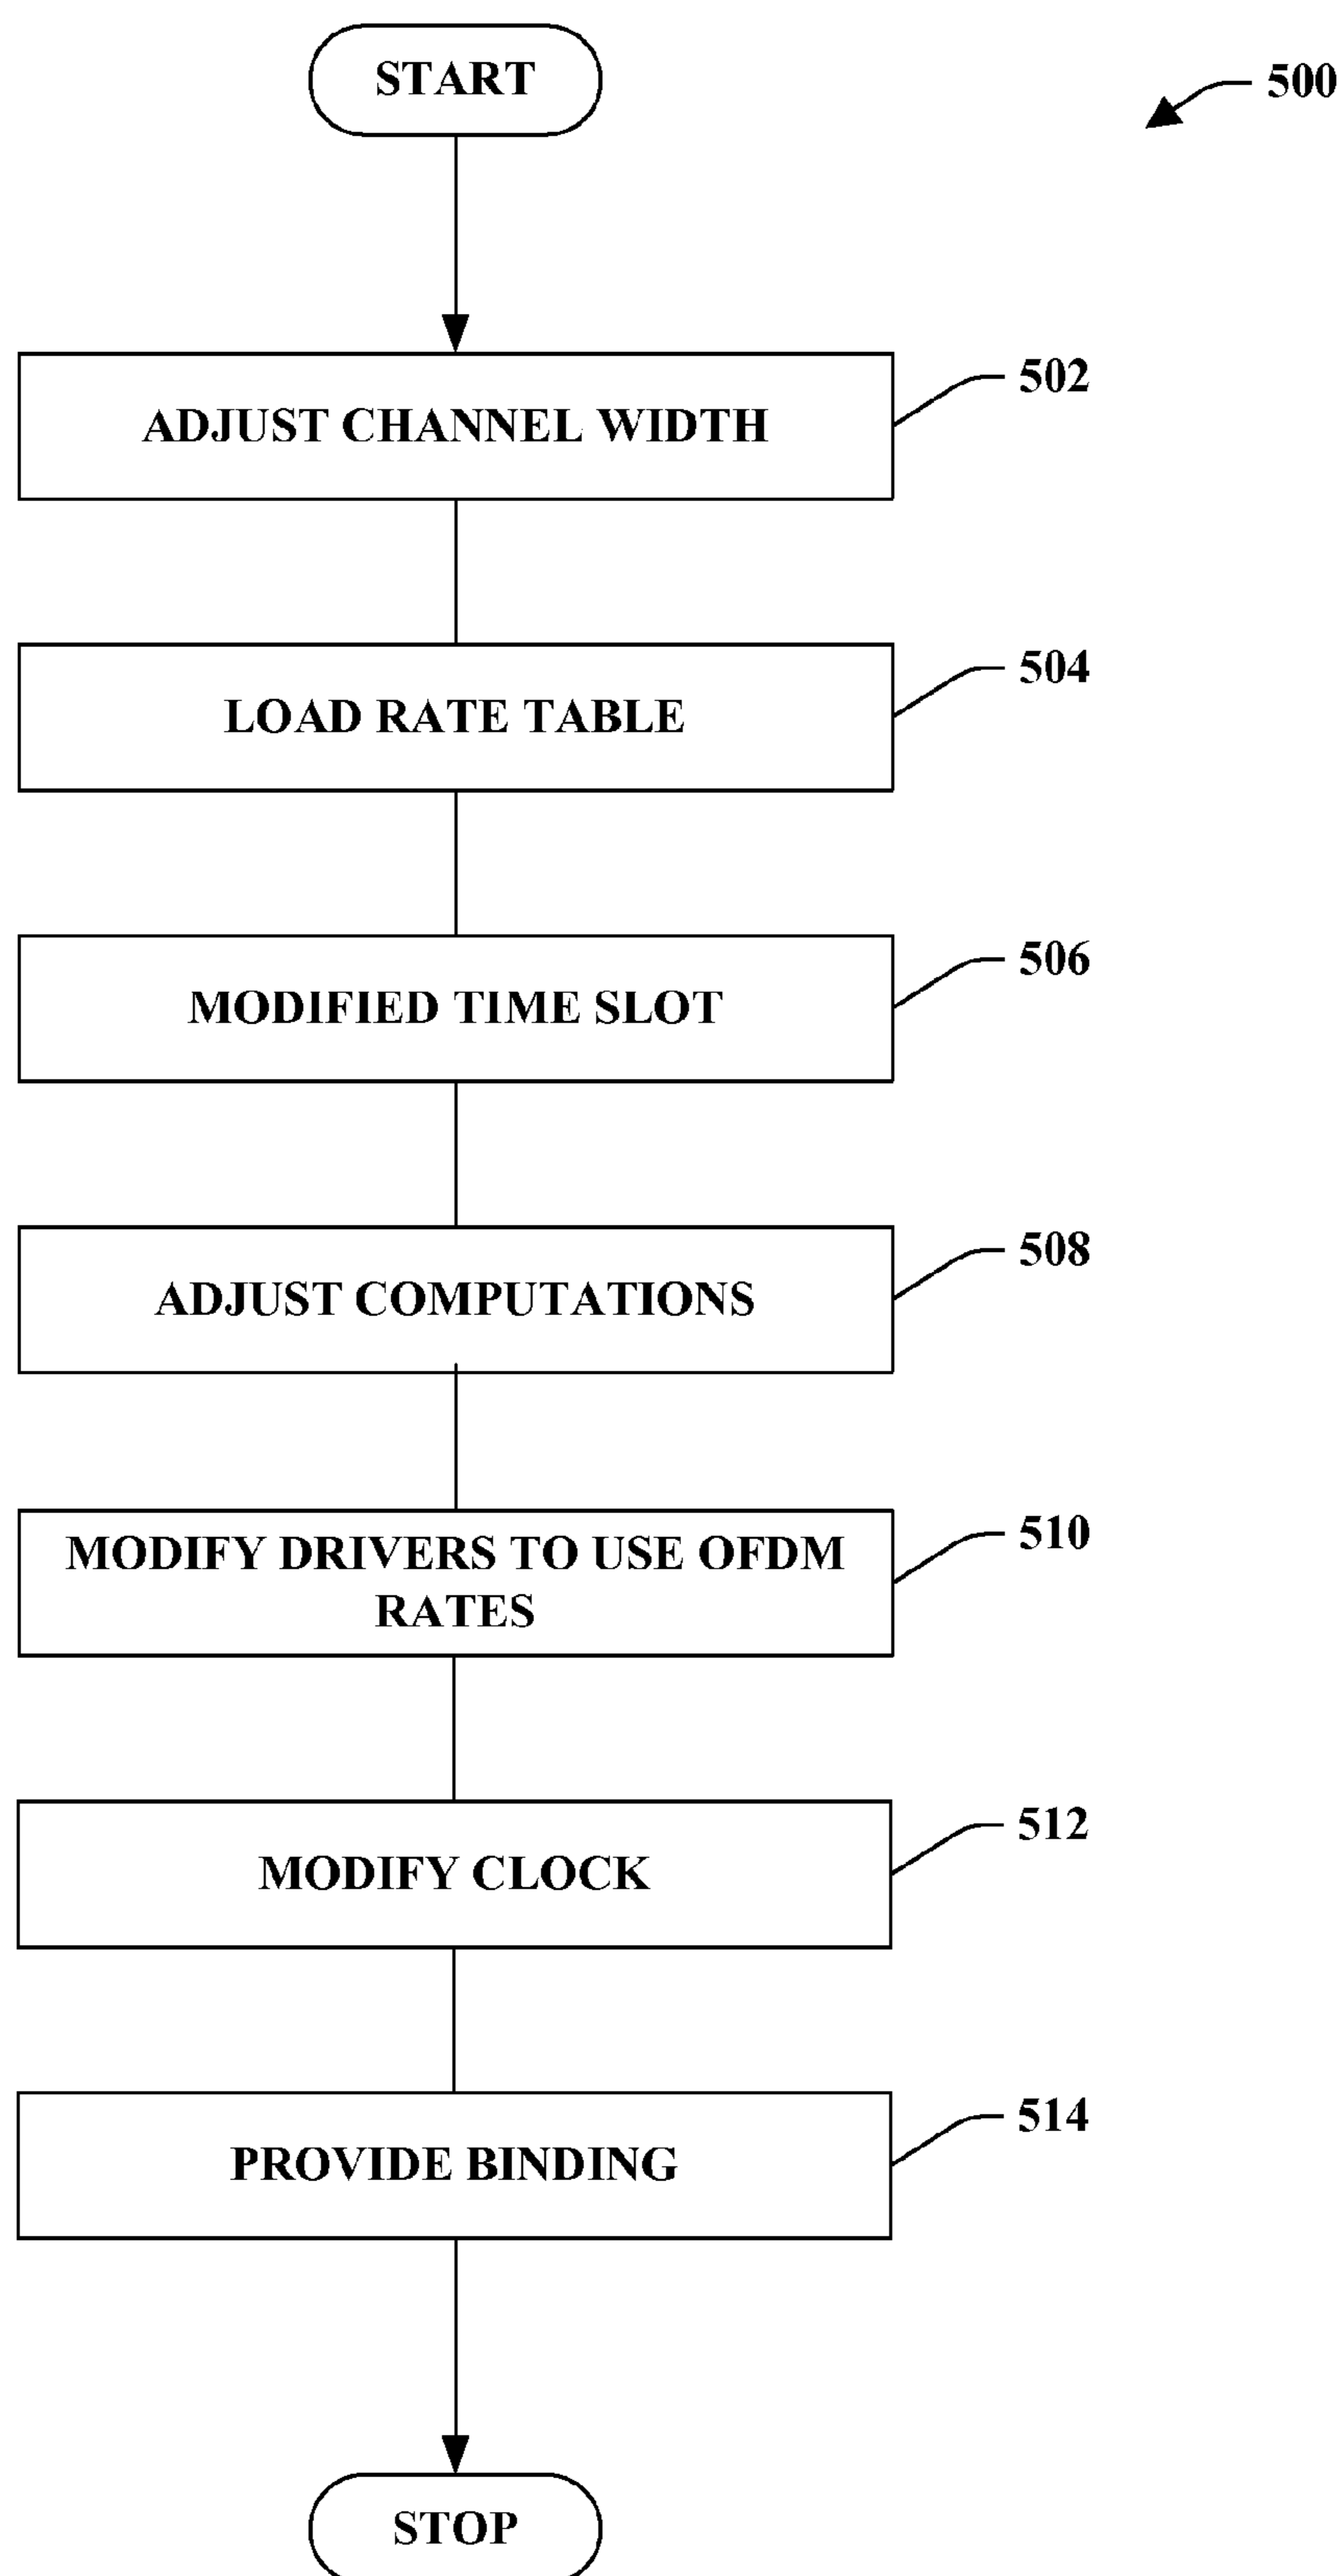 START
500
502
ADJUST CHANNEL WIDTH
504
LOAD RATE TABLE
506
MODIFIED TIME SLOT
508
ADJUST COMPUTATIONS
510
MODIFY DRIVERS TO USE OFDM
RATES
512
MODIFY CLOCK
514
PROVIDE BINDING
STOP